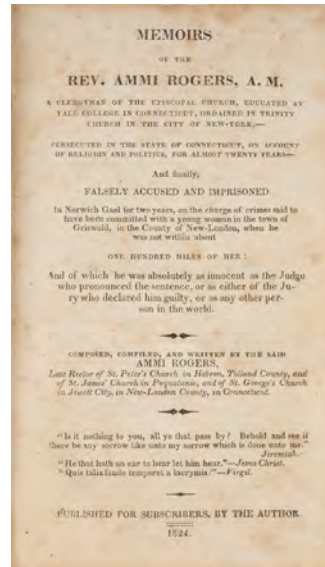 MEMOIRS
OF THE
REV. AMMI ROGERS, A. M.
A CLERGYMAN OF THE EPISCOPAL CHURCH, EDUCATED AT
YALE COLLEGE IN CONNECTICUT, ORDAINED IN TRINITY
CHURCH IN THE CITY OF NEW-YORK,—
PERSECUTED IN THE STATE OF CONNECTICUT, ON ACCOUNT
OF RELIGION AND POLITICS, FOR ALMOST TWENTY YEARS—
And finally,
FALSELY ACCUSED AND IMPRISONED
In Norwich Gaol for two years, on the charge of crimes said to
have been committed with a young woman in the town of
Griswold, in the County of New-London, when he
was not within about
ONE HUNDRED MILES OF HER:
And of which he was absolutely as innocent as the Judge
who pronounced the sentence, or as either of the Ju-
ry who declared him guilty, or as any other per-
son in the world.
COMPOSED, COMPILED, AND WRITTEN BY THE SAID
AMMI ROGERS,
Late Rector of St. Peter's Church in Hebron, Tolland County, and
of St. James' Church in Poquatanic, and of St. George's Church
in Jewett City, in New-London County, in Connecticut.
"Is it nothing to you, all ye that pass by? Behold and see if
there be any sorrow like unto my sorrow which is done unto me."
Jeremiah.
"He that hath an ear to hear let him hear."—Jesus Christ.
"Quis talia fando temperet a lacrymis?"—Virgil.
PUBLISHED FOR SUBSCRIBERS, BY THE AUTHOR.
1824.